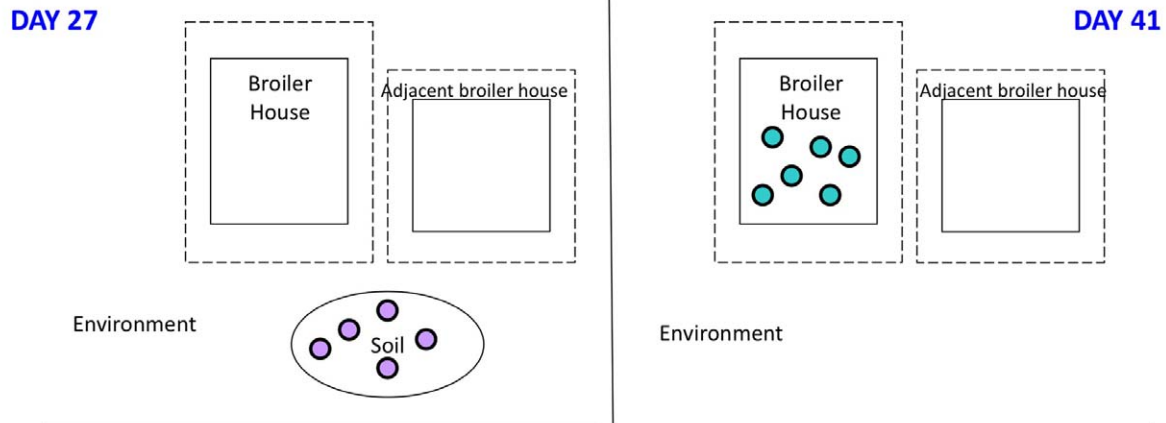 DAY 27
Broiler
House
Adjacent broiler house
Environment
Soil
DAY 41
Broiler
House
Adjacent broiler house
Environment